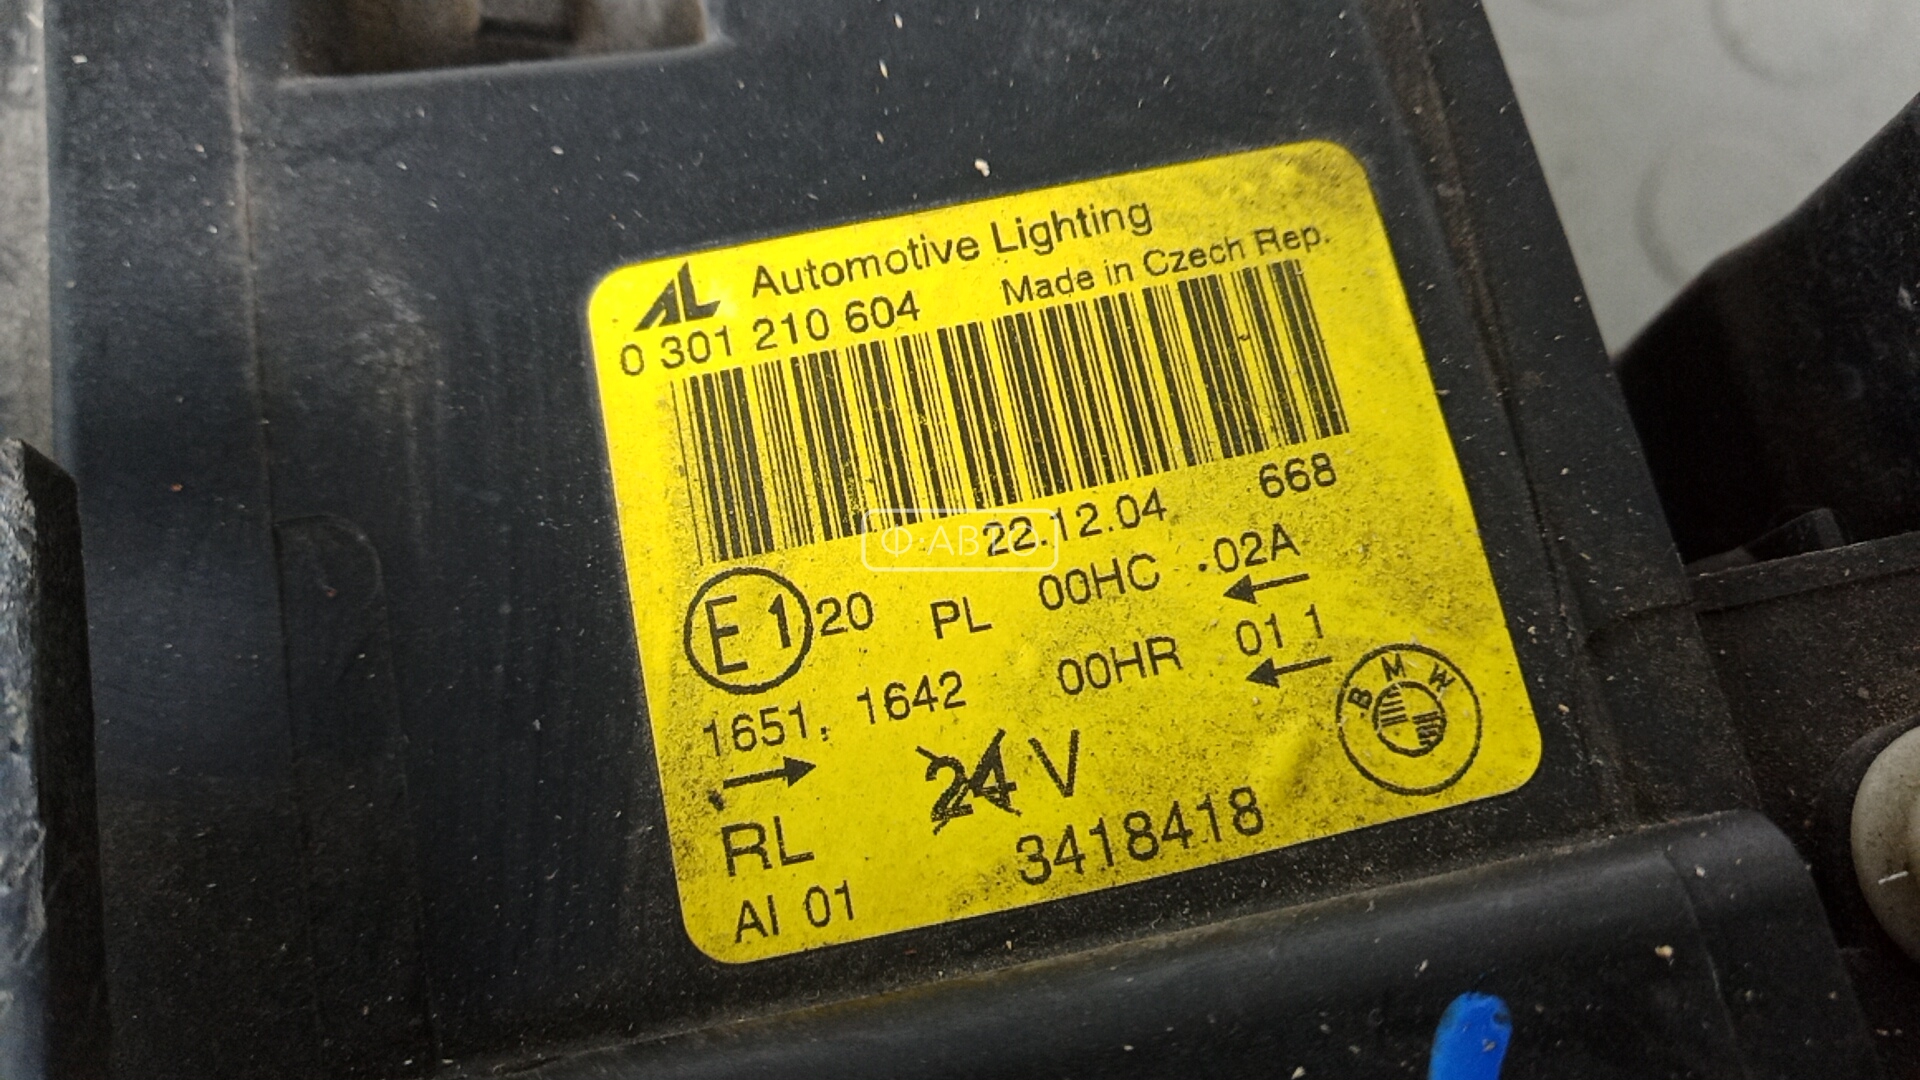 AL Automotive Lighting
0 301 210 604 Made in Czech Rep.
22.12.04 668
E1 20 PL 00HC .02A
1651, 1642 00HR 01 1
→ 24 V
RL 3418418
AI 01
BMW
Ф·АВТО